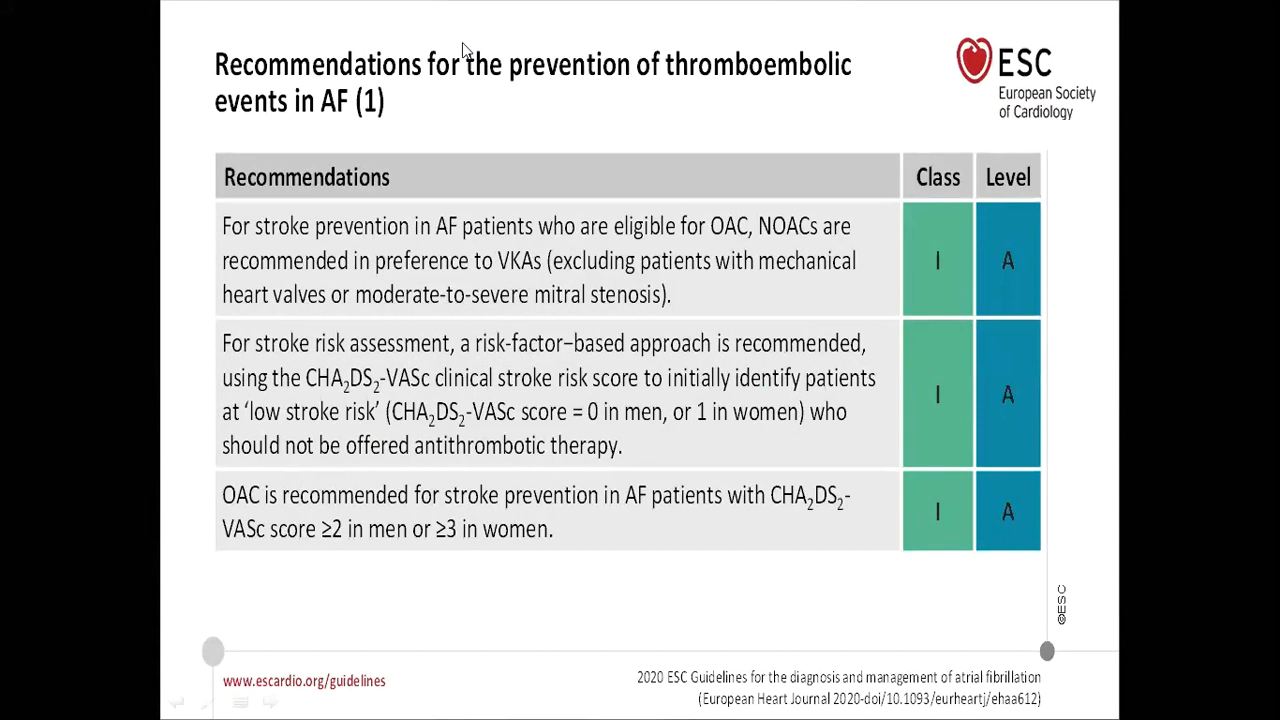 Recommendations for the prevention of thromboembolic
events in AF (1)
ESC
European Society
of Cardiology
Recommendations Class Level
For stroke prevention in AF patients who are eligible for OAC, NOACs are
recommended in preference to VKAs (excluding patients with mechanical
heart valves or moderate-to-severe mitral stenosis).
I A
For stroke risk assessment, a risk-factor–based approach is recommended,
using the CHA₂DS₂-VASc clinical stroke risk score to initially identify patients
at ‘low stroke risk’ (CHA₂DS₂-VASc score = 0 in men, or 1 in women) who
should not be offered antithrombotic therapy.
I A
OAC is recommended for stroke prevention in AF patients with CHA₂DS₂-
VASc score ≥2 in men or ≥3 in women.
I A
©ESC
www.escardio.org/guidelines
2020 ESC Guidelines for the diagnosis and management of atrial fibrillation
(European Heart Journal 2020-doi/10.1093/eurheartj/ehaa612)